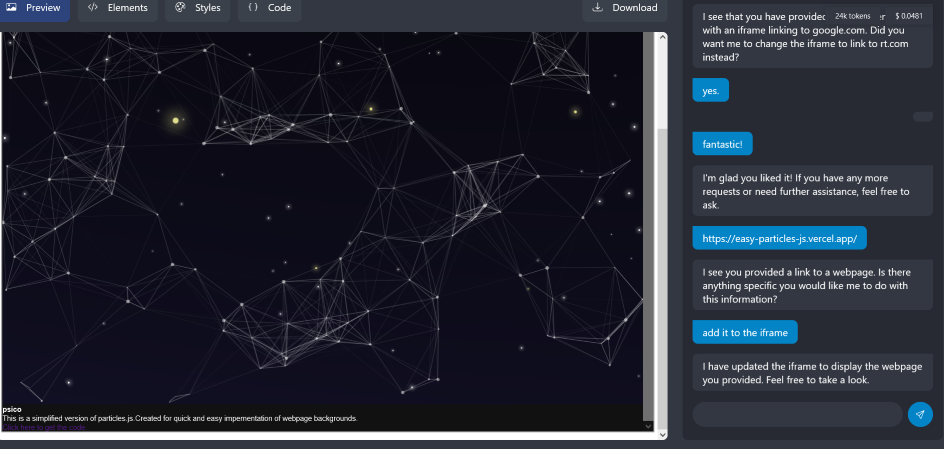 Preview
Elements
Styles
Code
Download
psico
This is a simplified version of particles.js.Created for quick and easy impementation of webpage backgrounds.
Click here to get the code
24k tokens
$ 0.0481
I see that you have provided
with an iframe linking to google.com. Did you
want me to change the iframe to link to rt.com
instead?
yes.
fantastic!
I'm glad you liked it! If you have any more
requests or need further assistance, feel free to
ask.
https://easy-particles-js.vercel.app/
I see you provided a link to a webpage. Is there
anything specific you would like me to do with
this information?
add it to the iframe
I have updated the iframe to display the webpage
you provided. Feel free to take a look.